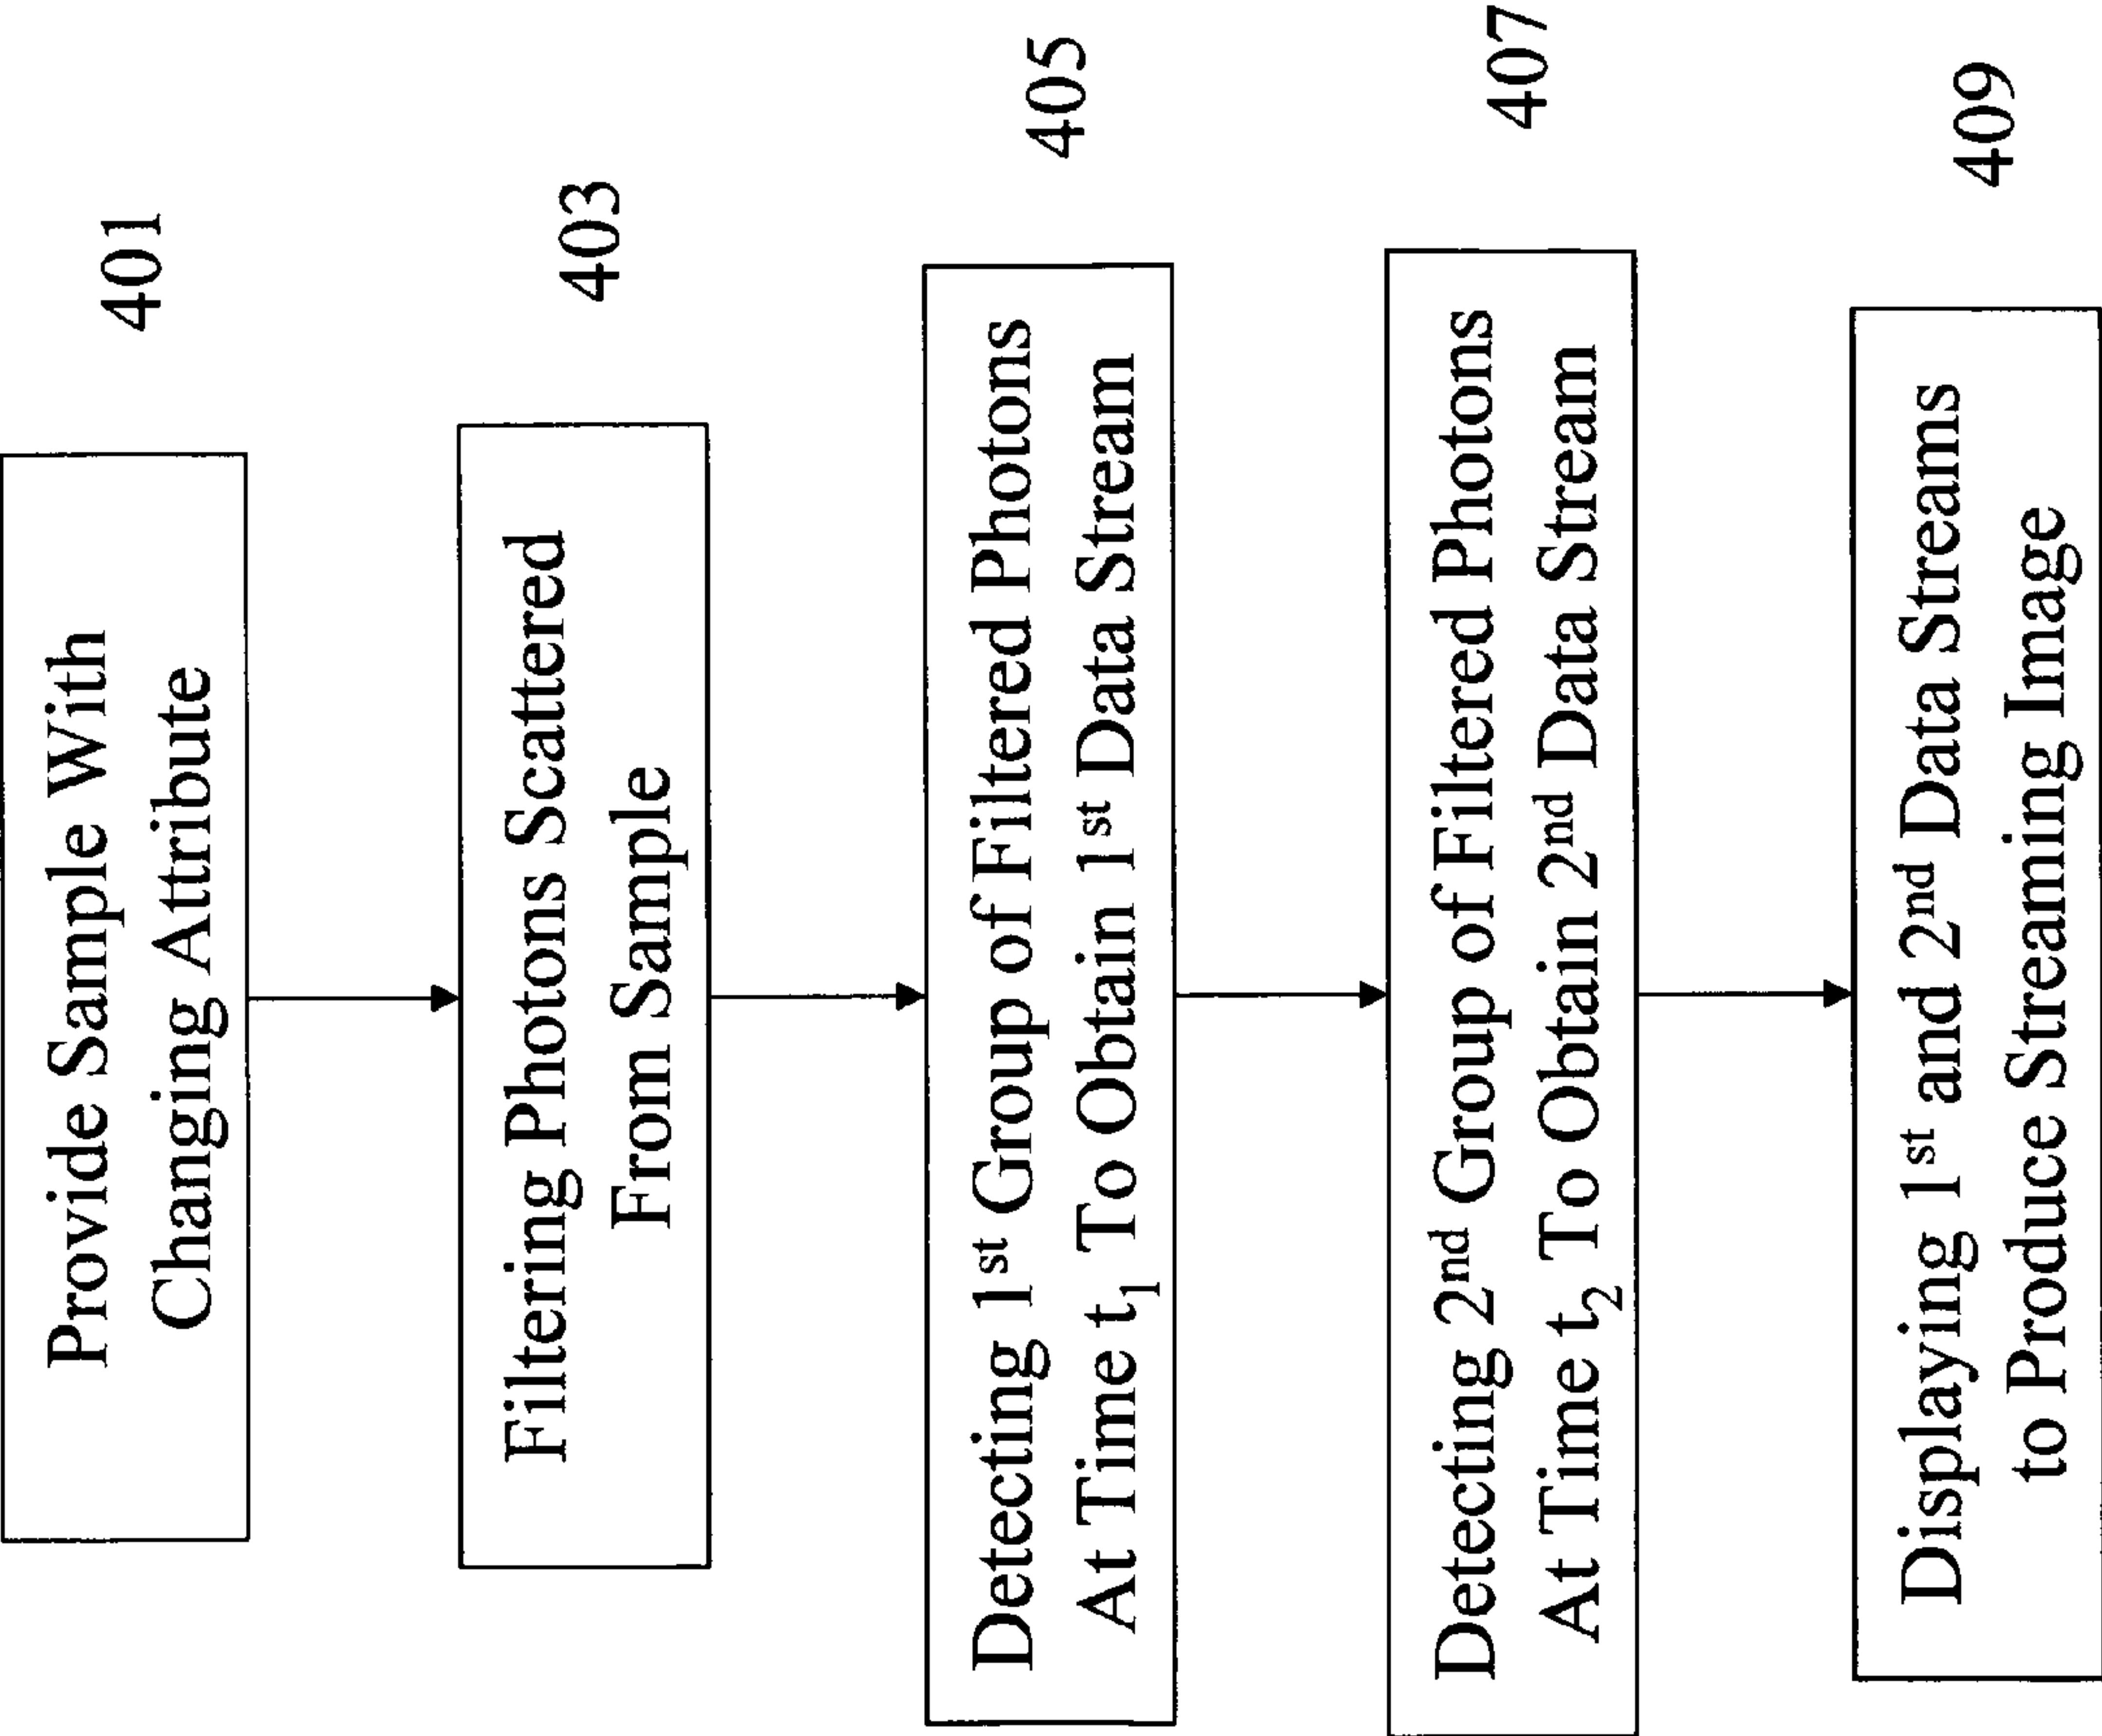 Provide Sample With
Changing Attribute
401
Filtering Photons Scattered
From Sample
403
Detecting 1st Group of Filtered Photons
At Time t1 To Obtain 1st Data Stream
405
Detecting 2nd Group of Filtered Photons
At Time t2 To Obtain 2nd Data Stream
407
Displaying 1st and 2nd Data Streams
to Produce Streaming Image
409